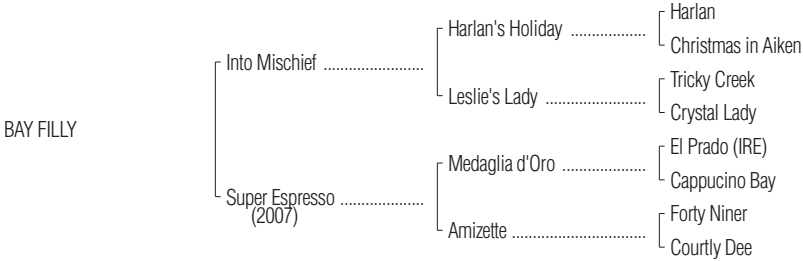 Harlan
Harlan's Holiday ....................
Christmas in Aiken
Into Mischief ...........................
Tricky Creek
Leslie's Lady ...........................
Crystal Lady
BAY FILLY
El Prado (IRE)
Medaglia d'Oro ......................
Cappucino Bay
Super Espresso ......................
(2007)
Forty Niner
Amizette ....................................
Courtly Dee